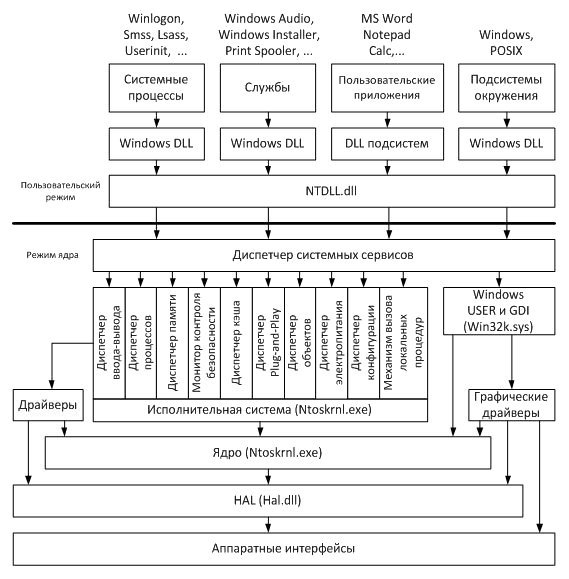 Winlogon,
Smss, Lsass,
Userinit, ...
Windows Audio,
Windows Installer,
Print Spooler, ...
MS Word
Notepad
Calc,...
Windows,
POSIX
Системные
процессы
Службы
Пользовательские
приложения
Подсистемы
окружения
Windows DLL
Windows DLL
DLL подсистем
Windows DLL
Пользовательский
режим
NTDLL.dll
Режим ядра
Диспетчер системных сервисов
Диспетчер
ввода-вывода
Диспетчер
процессов
Диспетчер памяти
Монитор контроля
безопасности
Диспетчер кэша
Диспетчер
Plug-and-Play
Диспетчер
объектов
Диспетчер
электропитания
Диспетчер
конфигурации
Механизм вызова
локальных
процедур
Windows
USER и GDI
(Win32k.sys)
Драйверы
Исполнительная система (Ntoskrnl.exe)
Графические
драйверы
Ядро (Ntoskrnl.exe)
HAL (Hal.dll)
Аппаратные интерфейсы